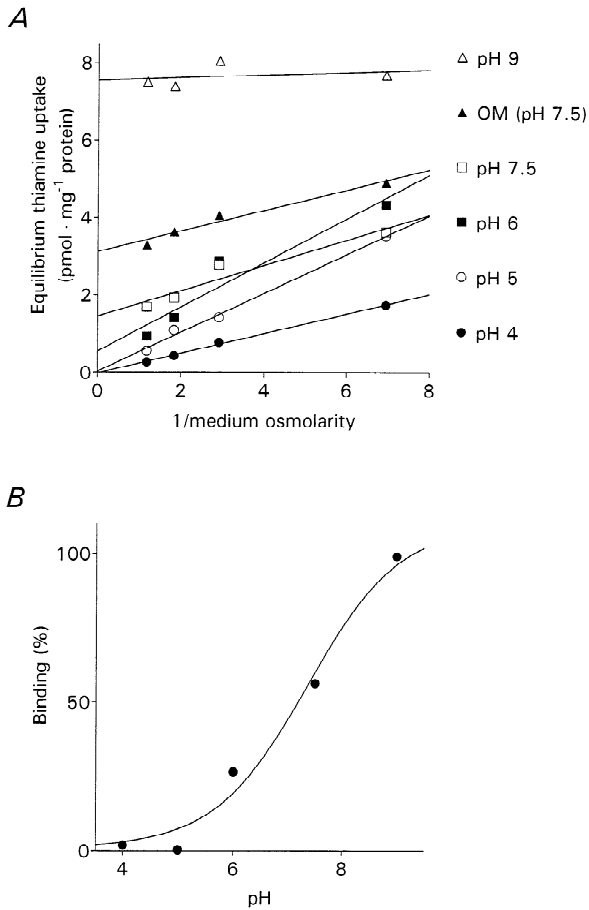 A
Equilibrium thiamine uptake
(pmol · mg⁻¹ protein)
8
6
4
2
0
0 2 4 6 8
1/medium osmolarity
pH 9
OM (pH 7.5)
pH 7.5
pH 6
pH 5
pH 4
B
Binding (%)
100
50
0
4 6 8
pH